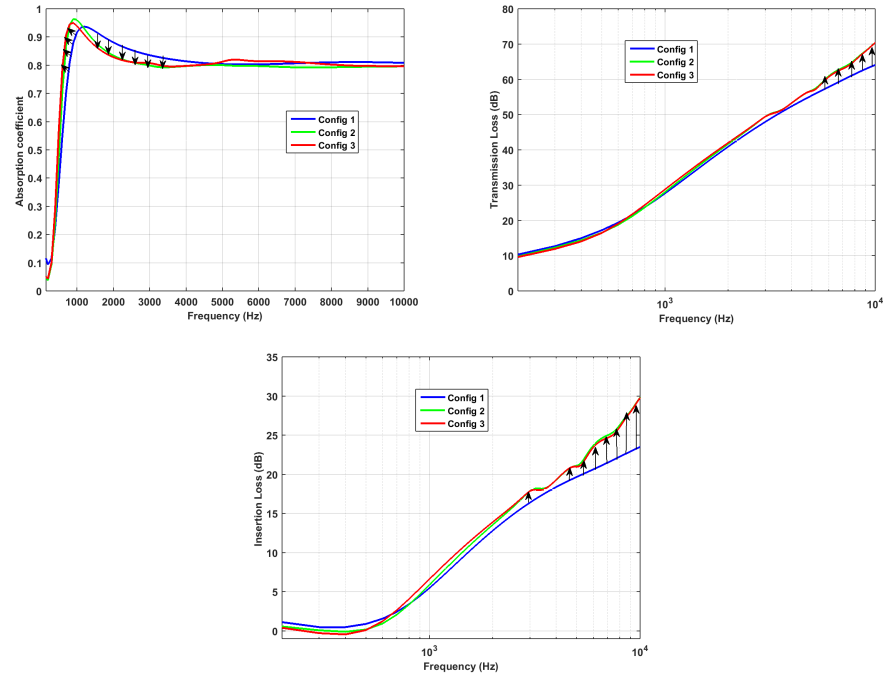 1
0.9
0.8
0.7
0.6
0.5
0.4
0.3
0.2
0.1
0
Absorption coefficient
Config 1
Config 2
Config 3
1000 2000 3000 4000 5000 6000 7000 8000 9000 10000
Frequency (Hz)
80
70
60
50
40
30
20
10
0
Transmission Loss (dB)
Config 1
Config 2
Config 3
10³ 10⁴
Frequency (Hz)
35
30
25
20
15
10
5
0
Insertion Loss (dB)
Config 1
Config 2
Config 3
10³ 10⁴
Frequency (Hz)